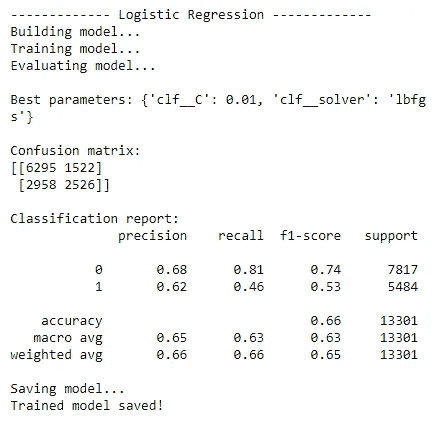 ------------- Logistic Regression -------------
Building model...
Training model...
Evaluating model...
Best parameters: {'clf__C': 0.01, 'clf__solver': 'lbfg
s'}
Confusion matrix:
[[6295 1522]
 [2958 2526]]
Classification report:
              precision    recall  f1-score   support
           0       0.68      0.81      0.74      7817
           1       0.62      0.46      0.53      5484
    accuracy                           0.66     13301
   macro avg       0.65      0.63      0.63     13301
weighted avg       0.66      0.66      0.65     13301
Saving model...
Trained model saved!